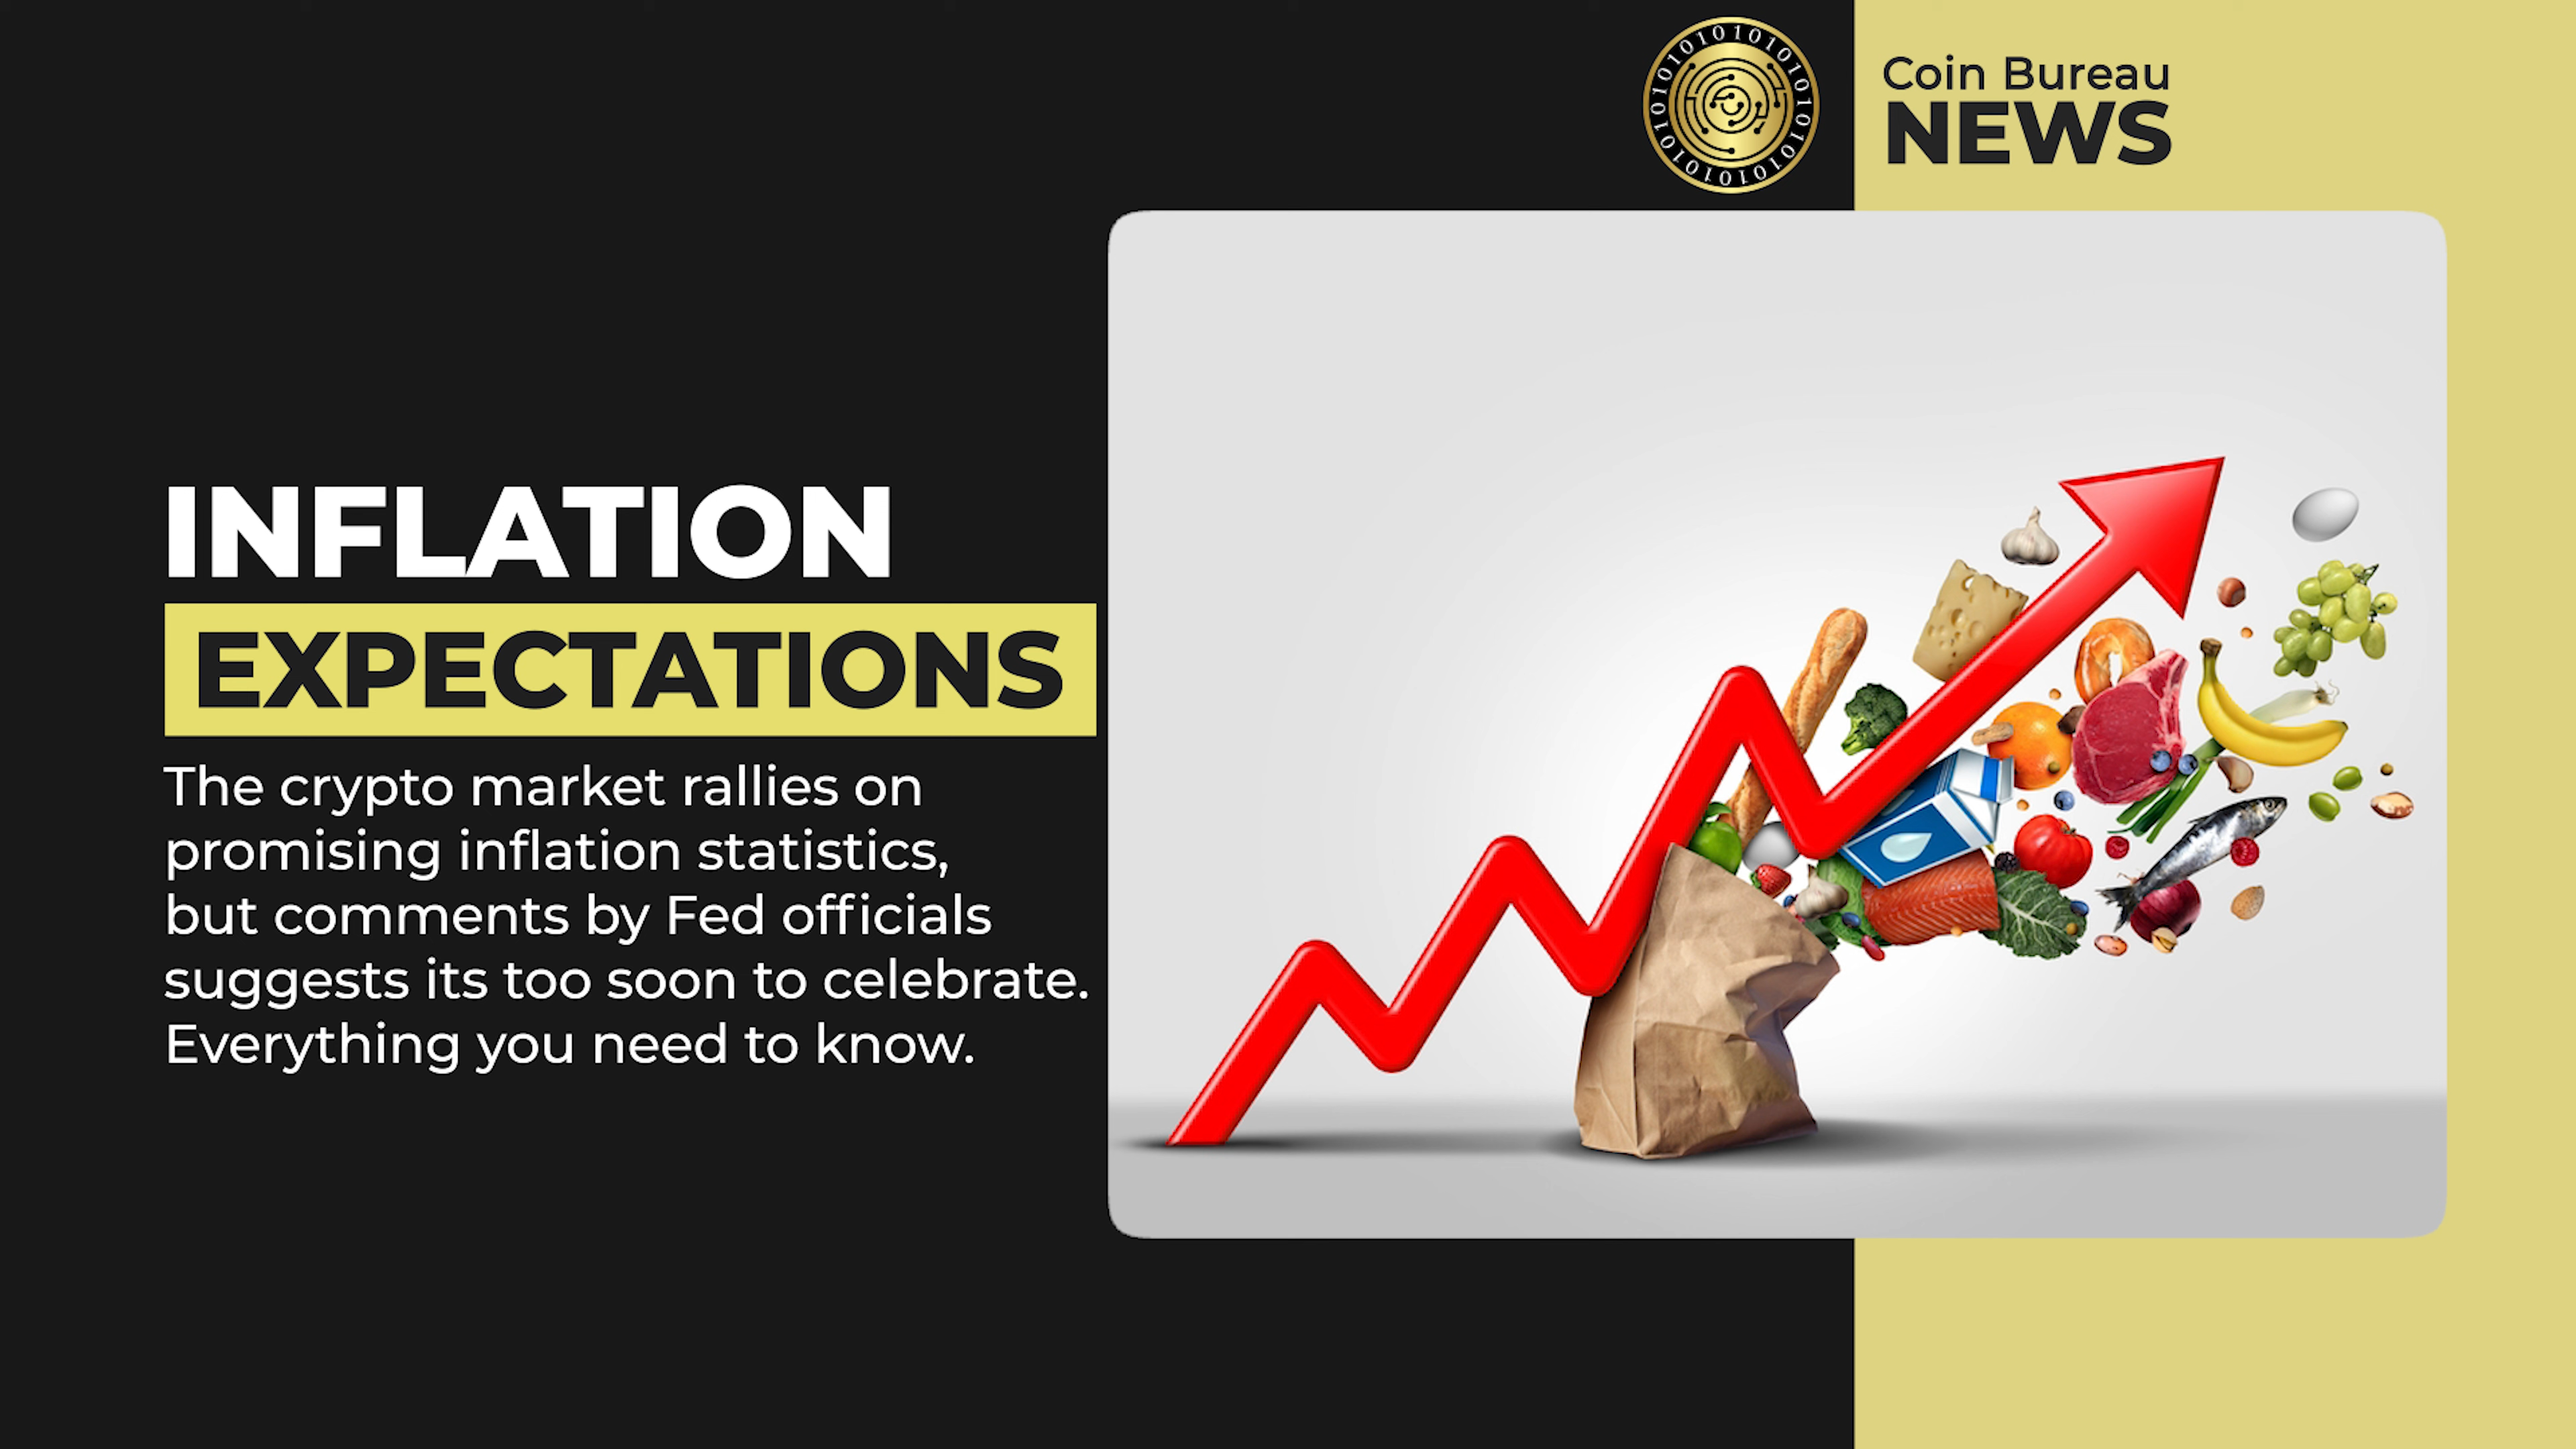 Coin Bureau
NEWS
INFLATION
EXPECTATIONS
The crypto market rallies on
promising inflation statistics,
but comments by Fed officials
suggests its too soon to celebrate.
Everything you need to know.